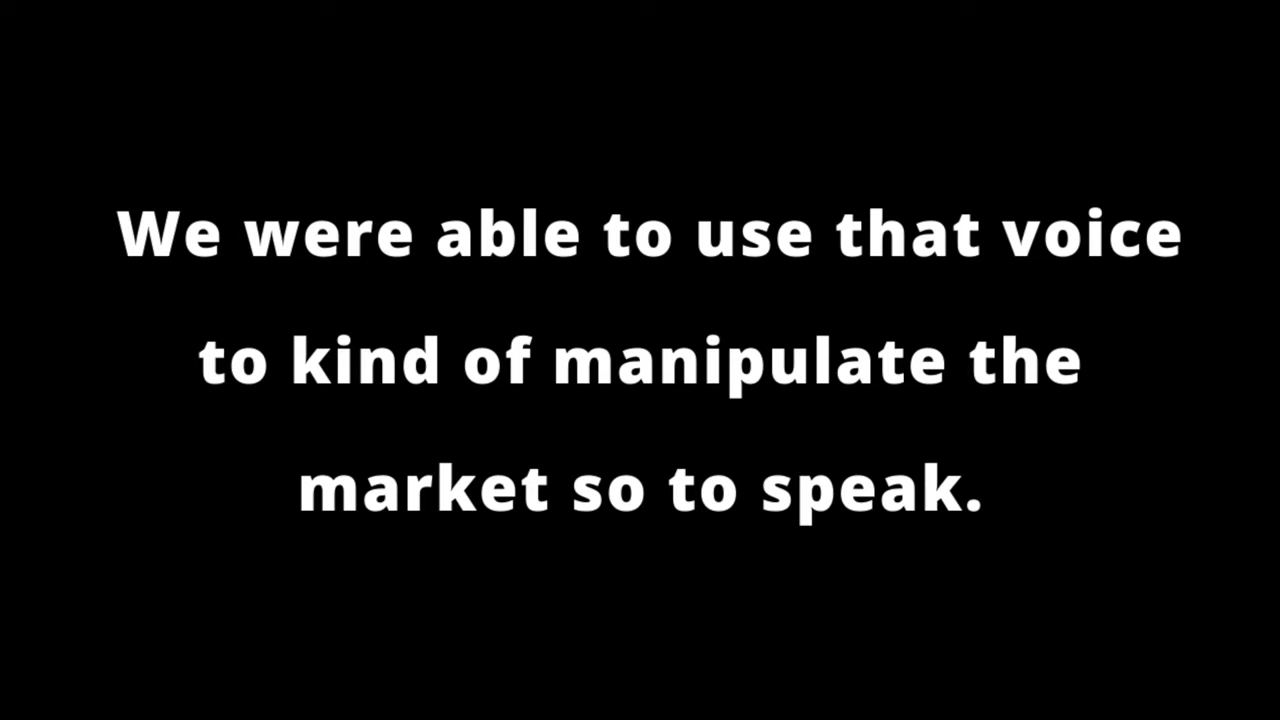 We were able to use that voice
to kind of manipulate the
market so to speak.